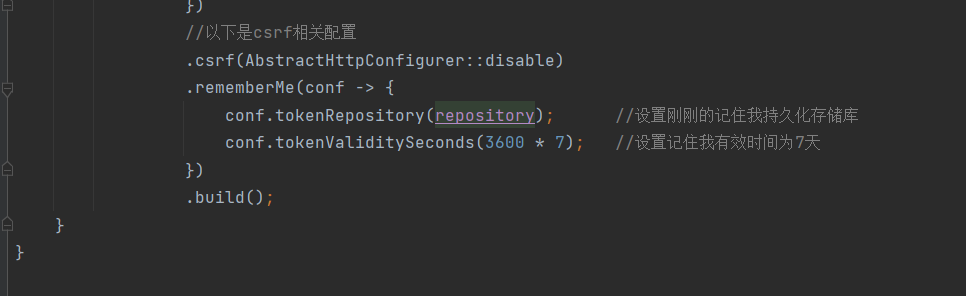 })
//以下是csrf相关配置
.csrf(AbstractHttpConfigurer::disable)
.rememberMe(conf -> {
conf.tokenRepository(repository); //设置刚刚的记住我持久化存储库
conf.tokenValiditySeconds(3600 * 7); //设置记住我有效时间为7天
})
.build();
}
}